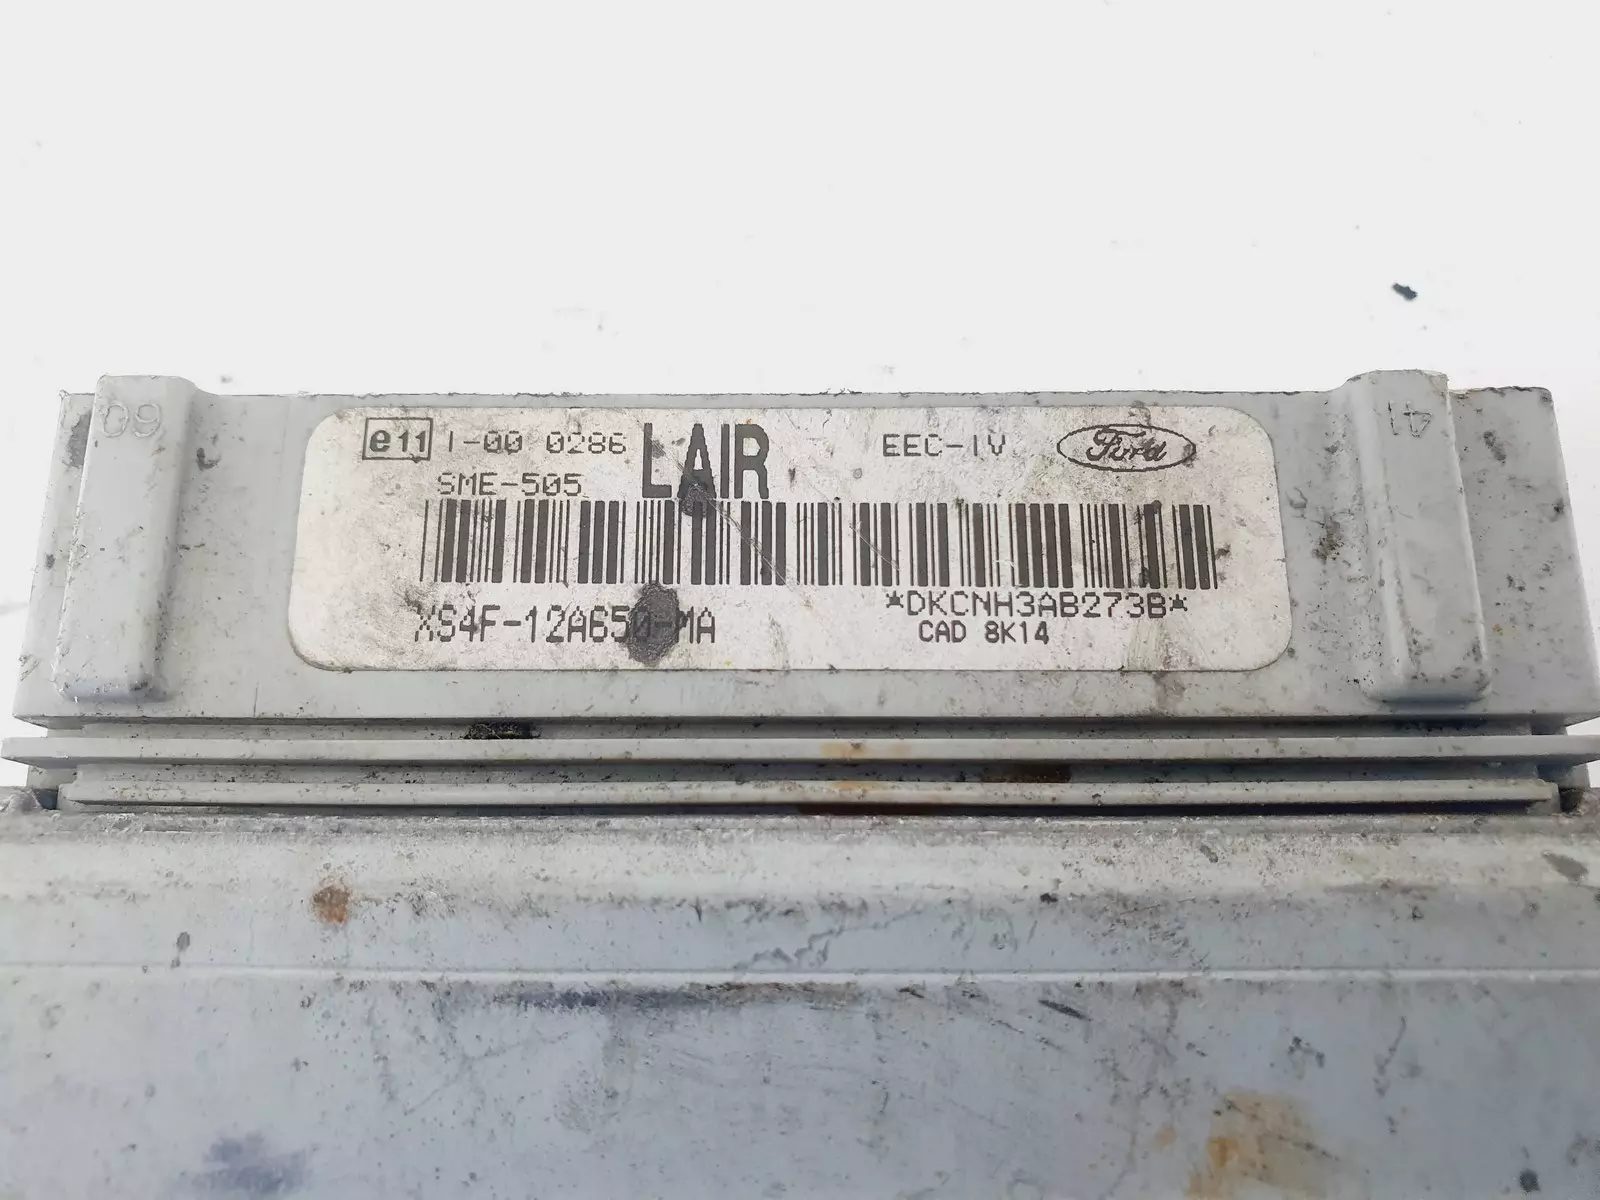 09
41
e11 1-00 0286 LAIR EEC-IV Ford
SME-505
XS4F-12A650-MA *DKCNH3AB273B*
CAD 8K14